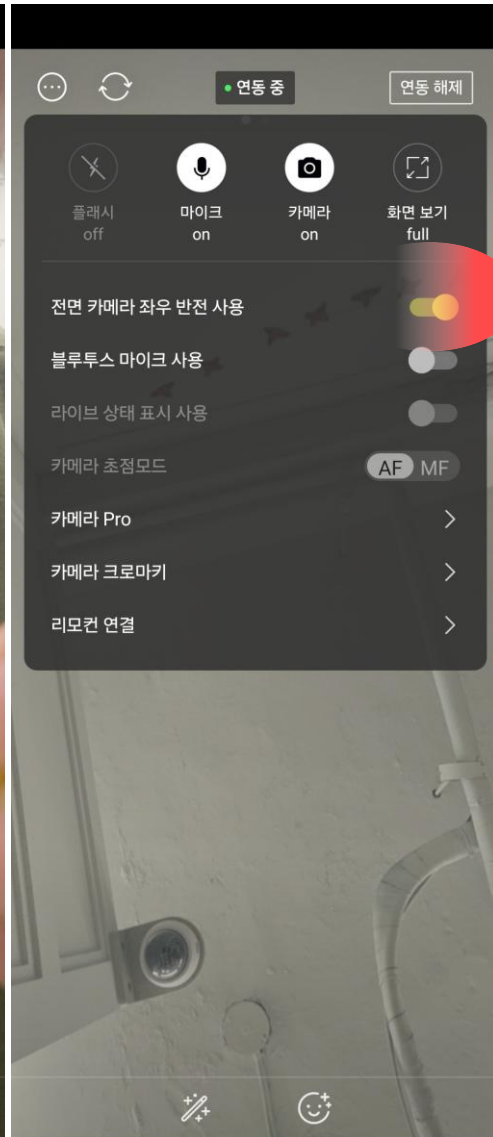 연동 중
연동 해제
플래시
off
마이크
on
카메라
on
화면 보기
full
전면 카메라 좌우 반전 사용
블루투스 마이크 사용
라이브 상태 표시 사용
카메라 초점모드
AF MF
카메라 Pro
카메라 크로마키
리모컨 연결